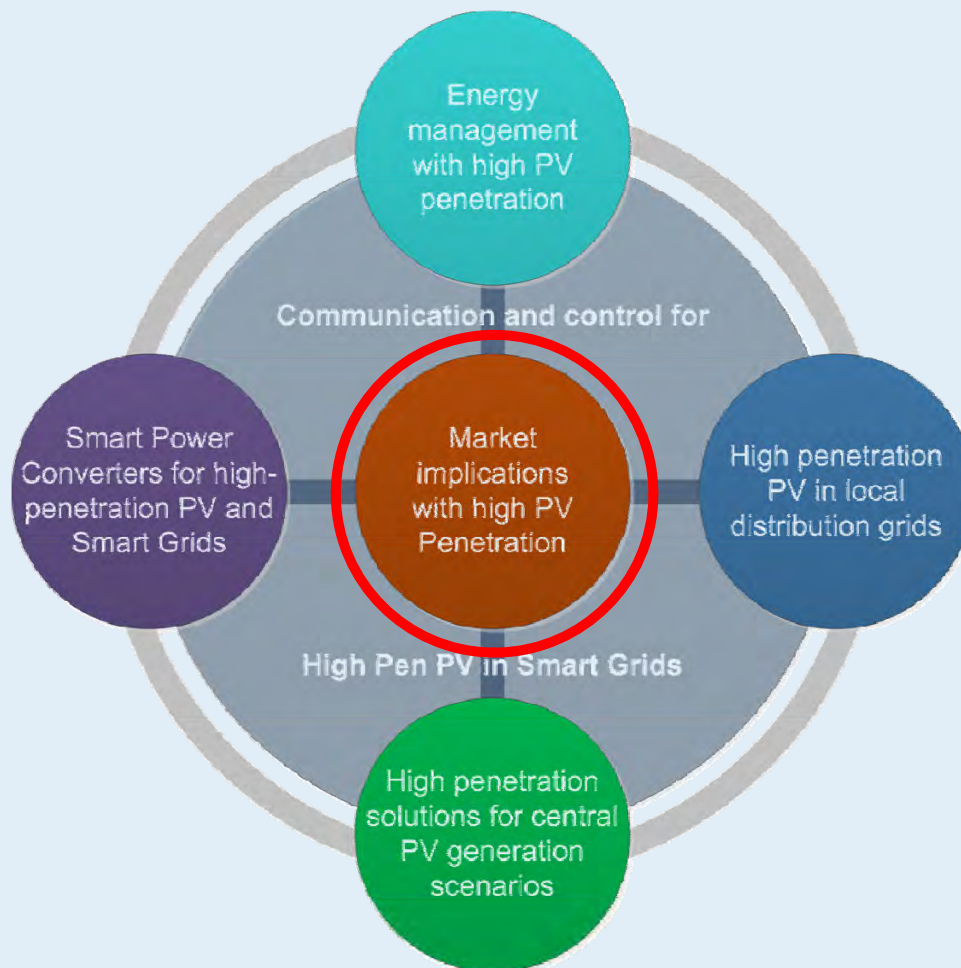 Energy
management
with high PV
penetration
Communication and control for
Smart Power
Converters for high-
penetration PV and
Smart Grids
Market
implications
with high PV
Penetration
High penetration
PV in local
distribution grids
High Pen PV in Smart Grids
High penetration
solutions for central
PV generation
scenarios